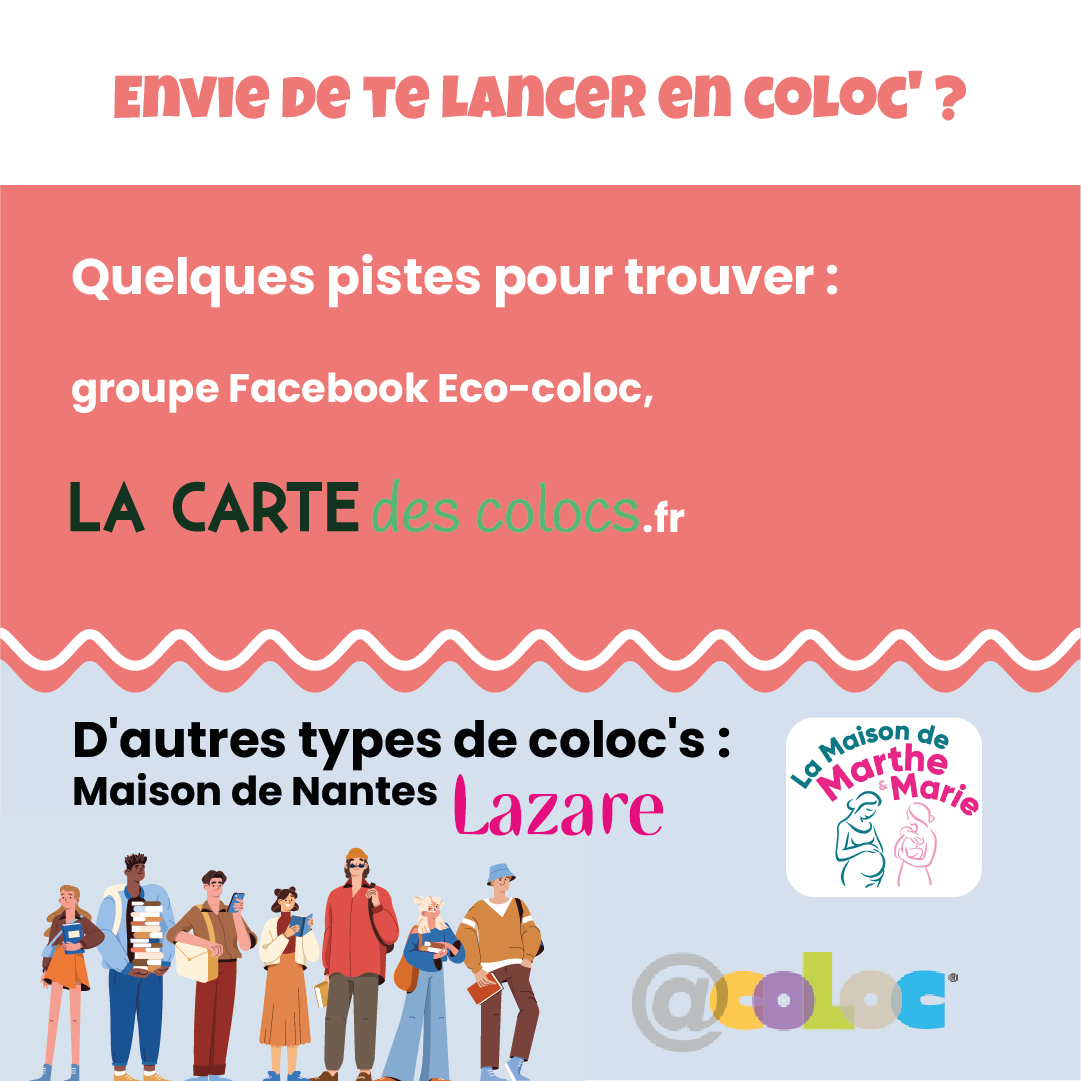 Envie de te lancer en coloc' ?
Quelques pistes pour trouver :
groupe Facebook Eco-coloc,
LA CARTE des colocs.fr
D'autres types de coloc's :
Maison de Nantes Lazare
La Maison de
Marthe
& Marie
@coloc®